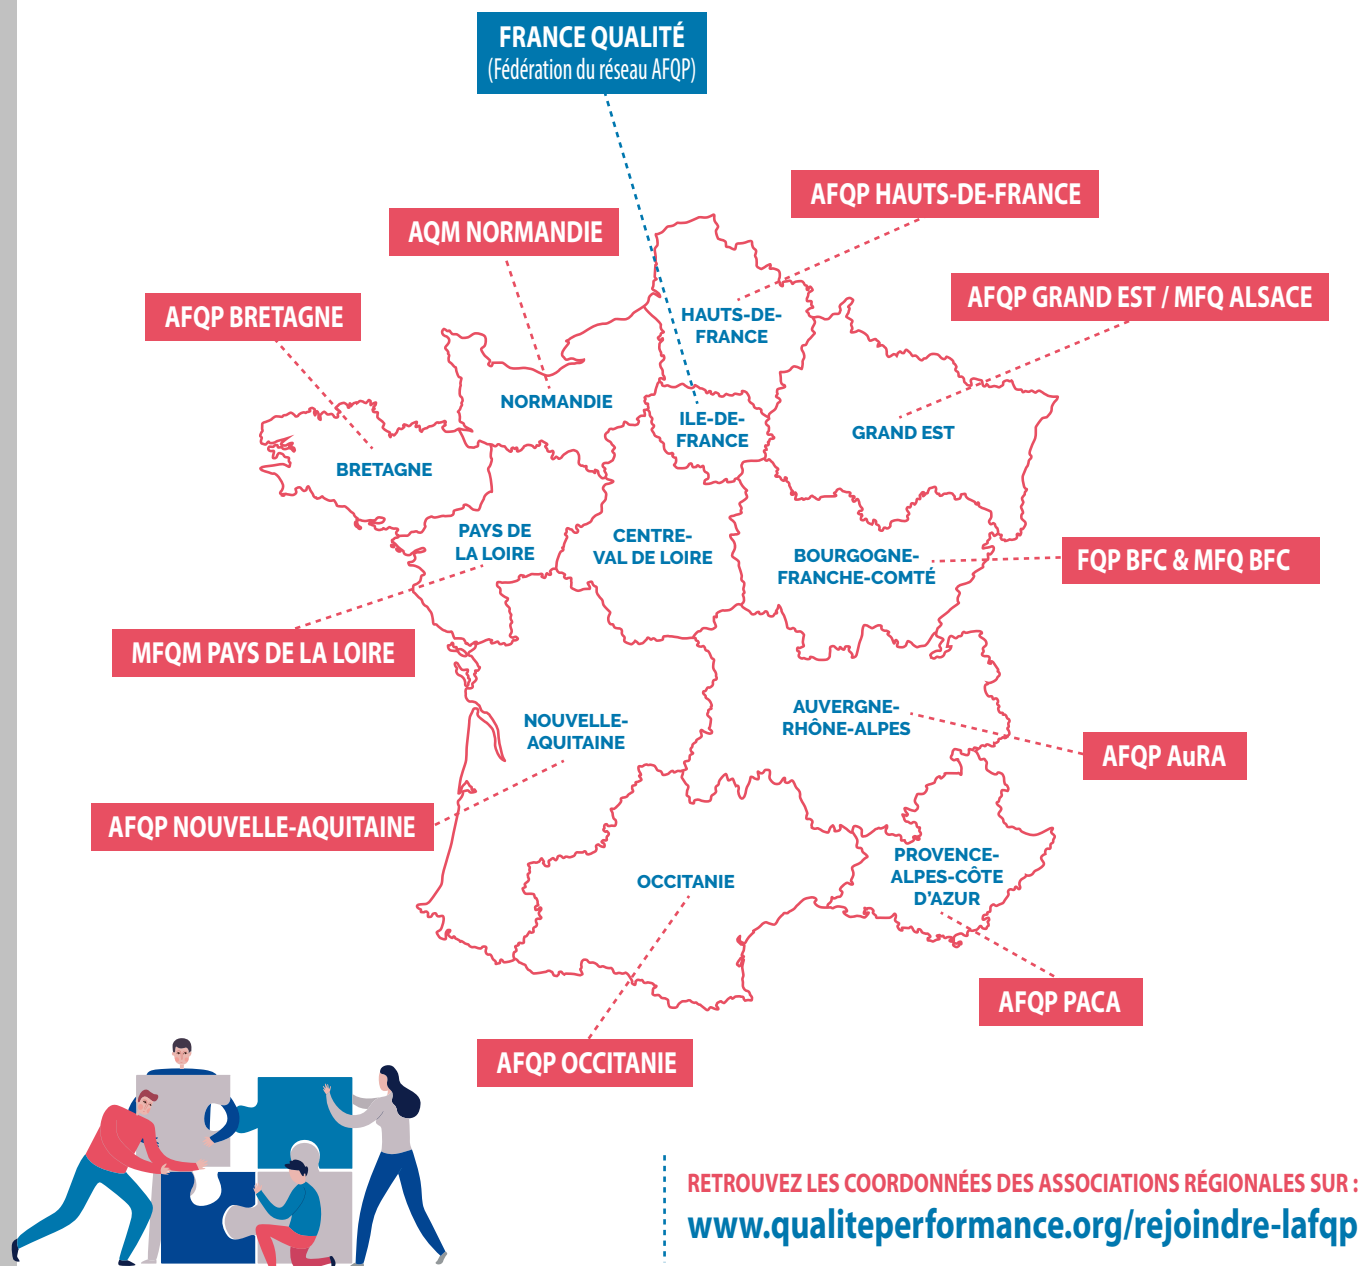 FRANCE QUALITÉ
(Fédération du réseau AFQP)
AFQP HAUTS-DE-FRANCE
AQM NORMANDIE
AFQP GRAND EST / MFQ ALSACE
AFQP BRETAGNE
HAUTS-DE-
FRANCE
NORMANDIE
ILE-DE-
FRANCE
GRAND EST
BRETAGNE
PAYS DE
LA LOIRE
CENTRE-
VAL DE LOIRE
BOURGOGNE-
FRANCHE-COMTÉ
FQP BFC & MFQ BFC
MFQM PAYS DE LA LOIRE
NOUVELLE-
AQUITAINE
AUVERGNE-
RHÔNE-ALPES
AFQP AuRA
AFQP NOUVELLE-AQUITAINE
OCCITANIE
PROVENCE-
ALPES-CÔTE
D'AZUR
AFQP PACA
AFQP OCCITANIE
RETROUVEZ LES COORDONNÉES DES ASSOCIATIONS RÉGIONALES SUR :
www.qualiteperformance.org/rejoindre-lafqp